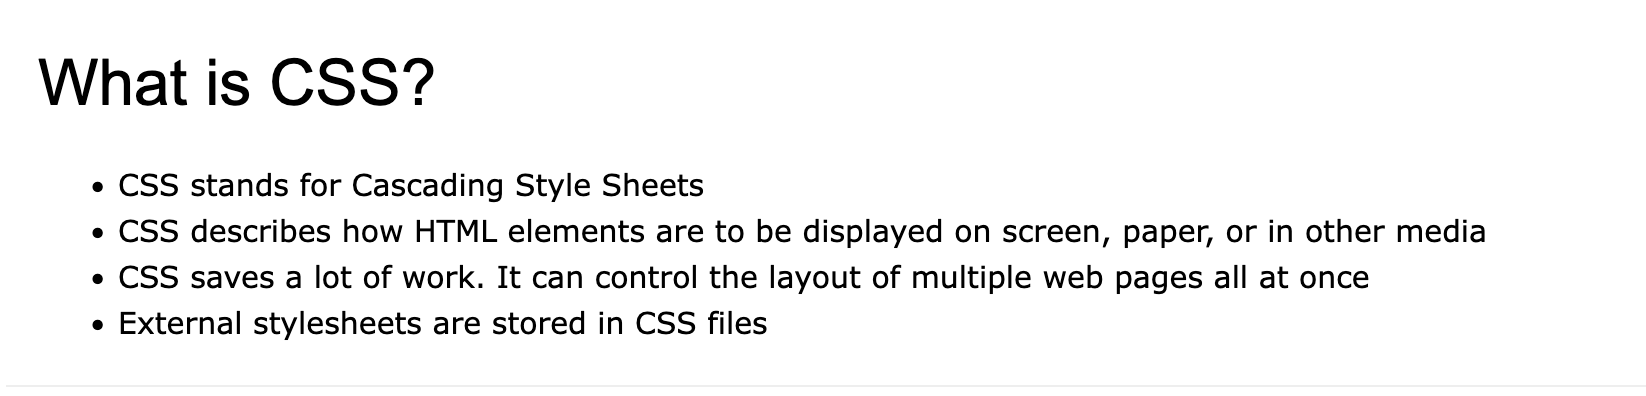 What is CSS?
• CSS stands for Cascading Style Sheets
• CSS describes how HTML elements are to be displayed on screen, paper, or in other media
• CSS saves a lot of work. It can control the layout of multiple web pages all at once
• External stylesheets are stored in CSS files